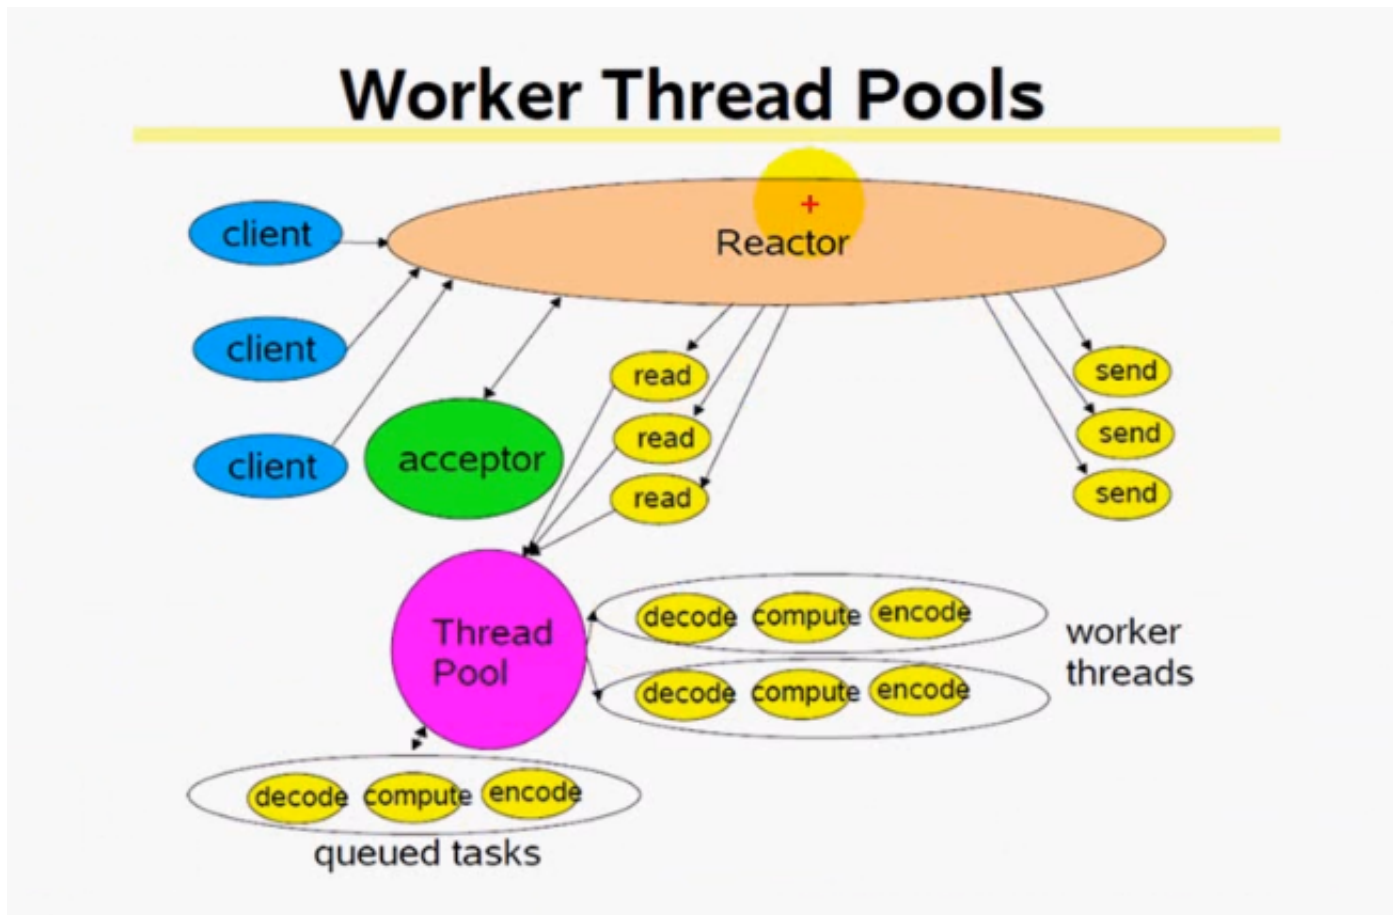 Worker Thread Pools
Reactor
client
client
client
acceptor
read
read
read
send
send
send
Thread
Pool
decode compute encode
decode compute encode
worker
threads
decode compute encode
queued tasks